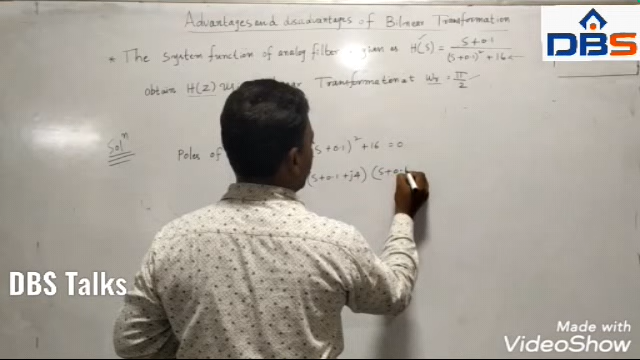 Advantages and disadvantages of Bilinear Transformation
* The system function of analog filter given as H(s) = s+0.1 / (s+0.1)² + 16
obtain H(z) Transformation at ωr = π/2
Solⁿ
Poles of s+0.1)² + 16 = 0
(s+0.1+j4) (s+0.1
DBS
DBS Talks
Made with
VideoShow